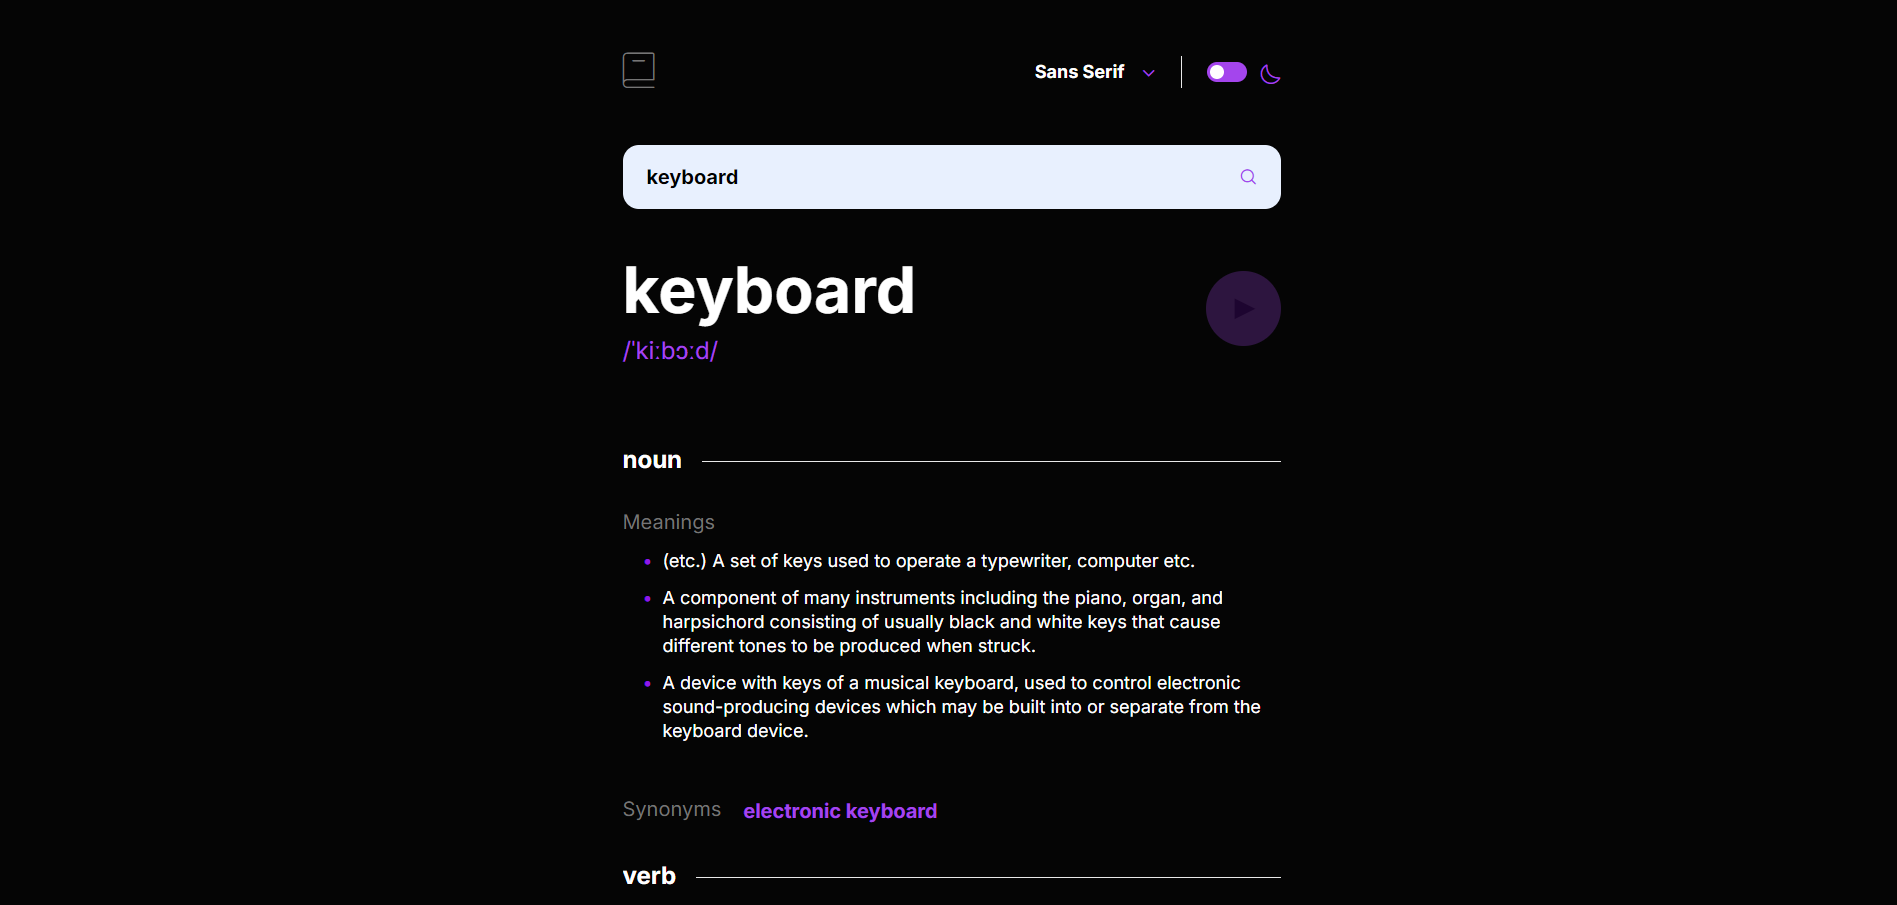 Sans Serif
keyboard
keyboard
/ˈkiːbɔːd/
noun
Meanings
(etc.) A set of keys used to operate a typewriter, computer etc.
A component of many instruments including the piano, organ, and
harpsichord consisting of usually black and white keys that cause
different tones to be produced when struck.
A device with keys of a musical keyboard, used to control electronic
sound-producing devices which may be built into or separate from the
keyboard device.
Synonyms electronic keyboard
verb